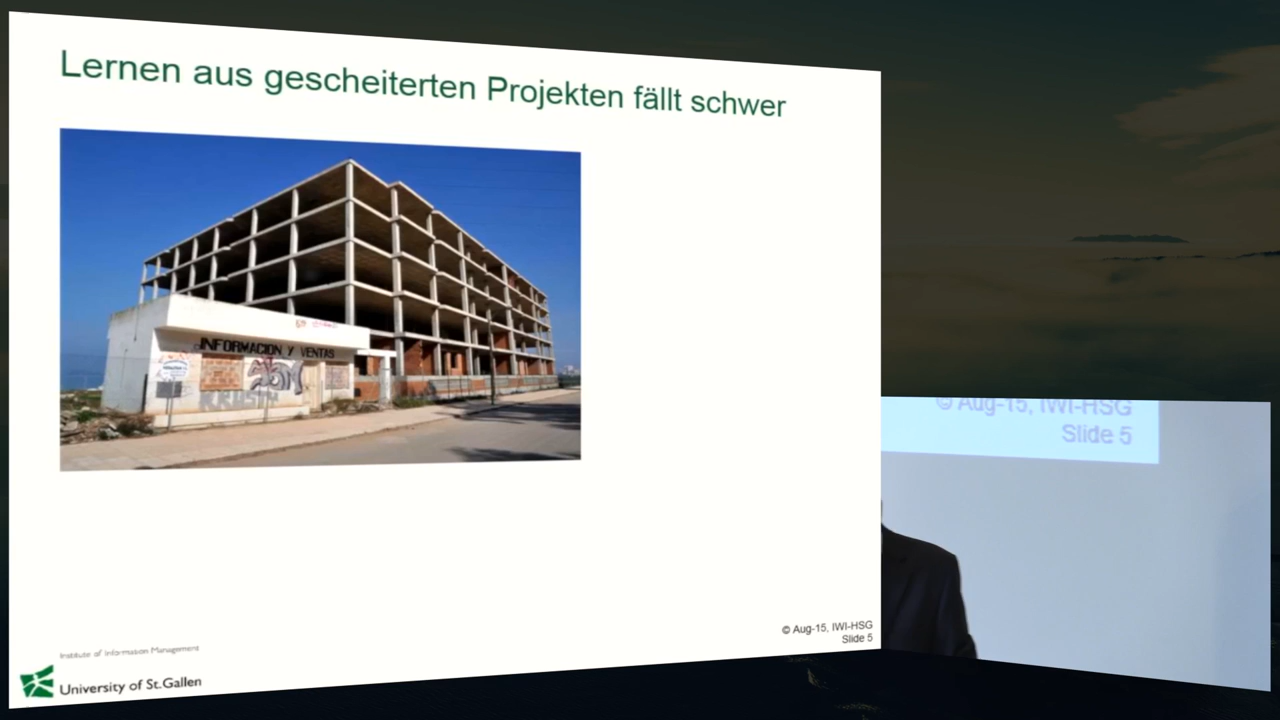 Lernen aus gescheiterten Projekten fällt schwer
INFORMACION Y VENTAS
© Aug-15, IWI-HSG
Slide 5
© Aug-15, IWI-HSG
Slide 5
Institute of Information Management
University of St.Gallen